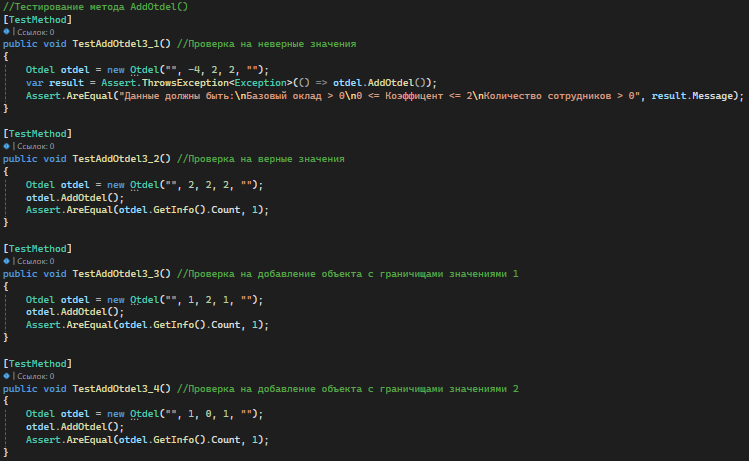 //Тестирование метода AddOtdel()
[TestMethod]
| Ссылок: 0
public void TestAddOtdel3_1() //Проверка на неверные значения
{
Otdel otdel = new Otdel("", -4, 2, 2, "");
var result = Assert.ThrowsException<Exception>(() => otdel.AddOtdel());
Assert.AreEqual("Данные должны быть:\nБазовый оклад > 0\n0 <= Коэффицент <= 2\nКоличество сотрудников > 0", result.Message);
}
[TestMethod]
| Ссылок: 0
public void TestAddOtdel3_2() //Проверка на верные значения
{
Otdel otdel = new Otdel("", 2, 2, 2, "");
otdel.AddOtdel();
Assert.AreEqual(otdel.GetInfo().Count, 1);
}
[TestMethod]
| Ссылок: 0
public void TestAddOtdel3_3() //Проверка на добавление объекта с граничищами значениями 1
{
Otdel otdel = new Otdel("", 1, 2, 1, "");
otdel.AddOtdel();
Assert.AreEqual(otdel.GetInfo().Count, 1);
}
[TestMethod]
| Ссылок: 0
public void TestAddOtdel3_4() //Проверка на добавление объекта с граничищами значениями 2
{
Otdel otdel = new Otdel("", 1, 0, 1, "");
otdel.AddOtdel();
Assert.AreEqual(otdel.GetInfo().Count, 1);
}